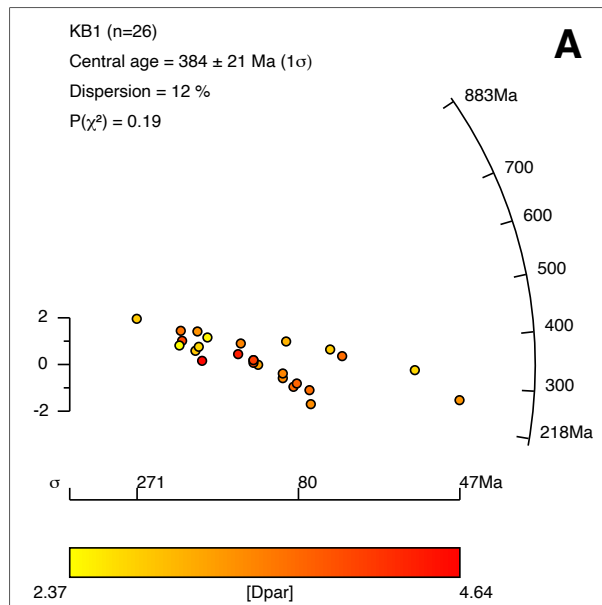 KB1 (n=26)
A
Central age = 384 ± 21 Ma (1σ)
Dispersion = 12 %
P(χ²) = 0.19
883Ma
700
600
500
400
300
218Ma
2
0
-2
σ 271 80 47Ma
2.37 [Dpar] 4.64